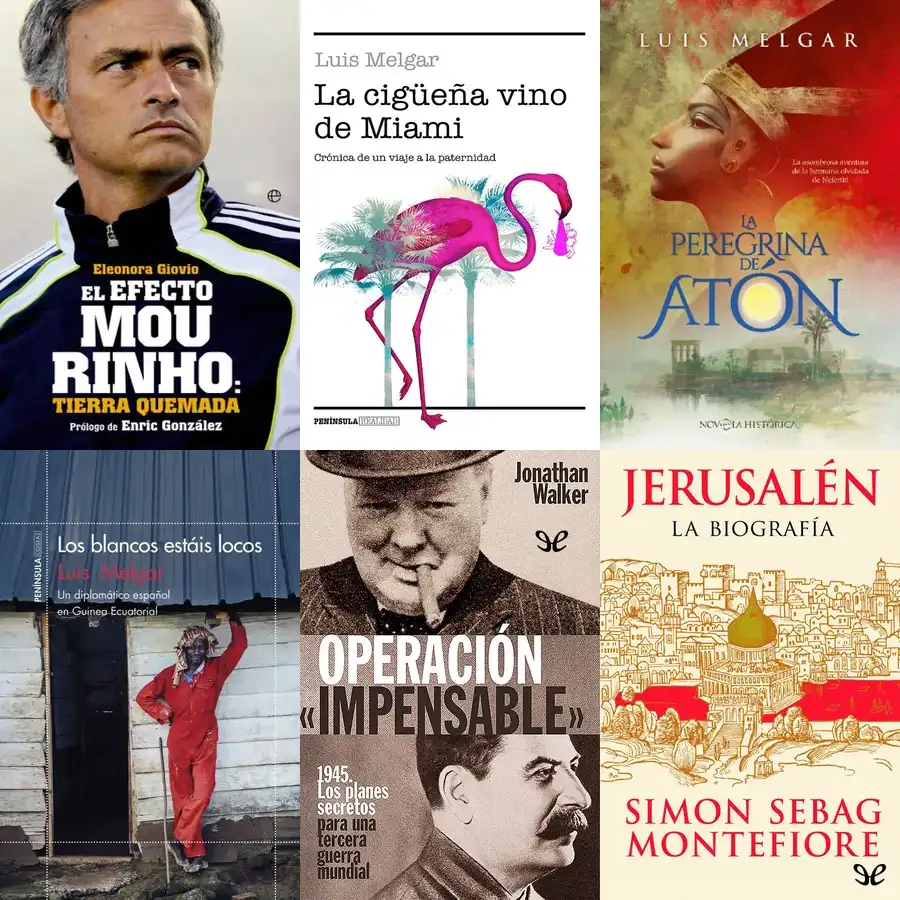 Eleonora Giovio
EL EFECTO
MOU
RINHO:
TIERRA QUEMADA
Prólogo de Enric González
Luis Melgar
La cigüeña vino
de Miami
Crónica de un viaje a la paternidad
PENÍNSULA REALIDAD
LUIS MELGAR
La asombrosa aventura
de la hermana olvidada
de Nefertiti
LA
PEREGRINA
DE
ATÓN
NOVELA HISTÓRICA
PENÍNSULA ODISEAS
Los blancos estáis locos
Luis Melgar
Un diplomático español
en Guinea Ecuatorial
Jonathan
Walker
OPERACIÓN
«IMPENSABLE»
1945.
Los planes
secretos
para una
tercera
guerra
mundial
JERUSALÉN
LA BIOGRAFÍA
SIMON SEBAG
MONTEFIORE